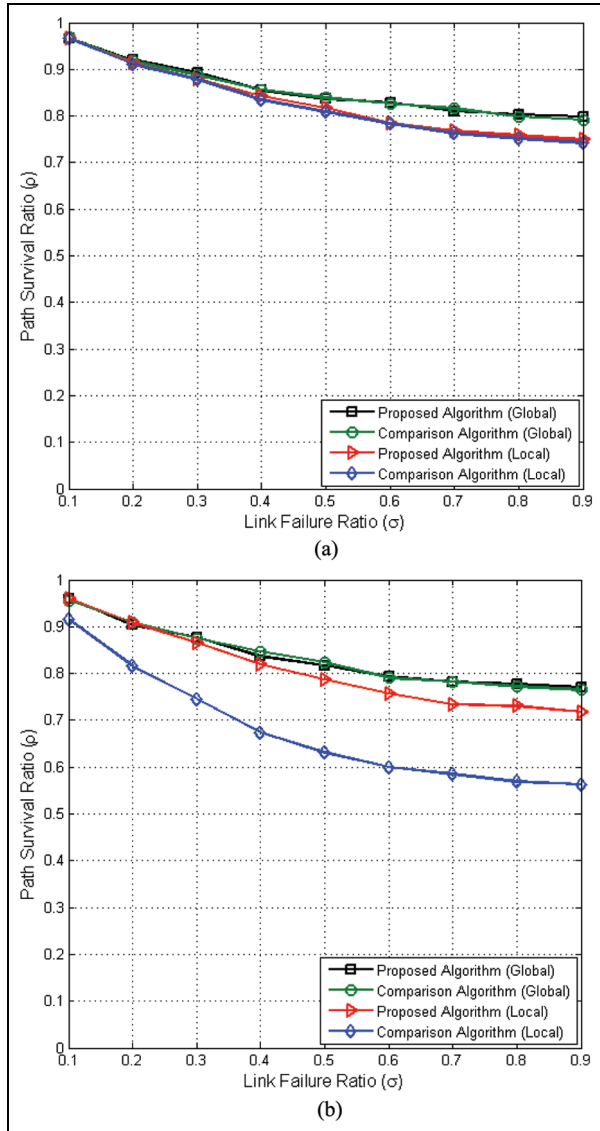 1
0.9
0.8
0.7
0.6
0.5
0.4
0.3
0.2
0.1
0
Path Survival Ratio (ρ)
Proposed Algorithm (Global)
Comparison Algorithm (Global)
Proposed Algorithm (Local)
Comparison Algorithm (Local)
0.1 0.2 0.3 0.4 0.5 0.6 0.7 0.8 0.9
Link Failure Ratio (σ)
(a)
1
0.9
0.8
0.7
0.6
0.5
0.4
0.3
0.2
0.1
0
Path Survival Ratio (ρ)
Proposed Algorithm (Global)
Comparison Algorithm (Global)
Proposed Algorithm (Local)
Comparison Algorithm (Local)
0.1 0.2 0.3 0.4 0.5 0.6 0.7 0.8 0.9
Link Failure Ratio (σ)
(b)